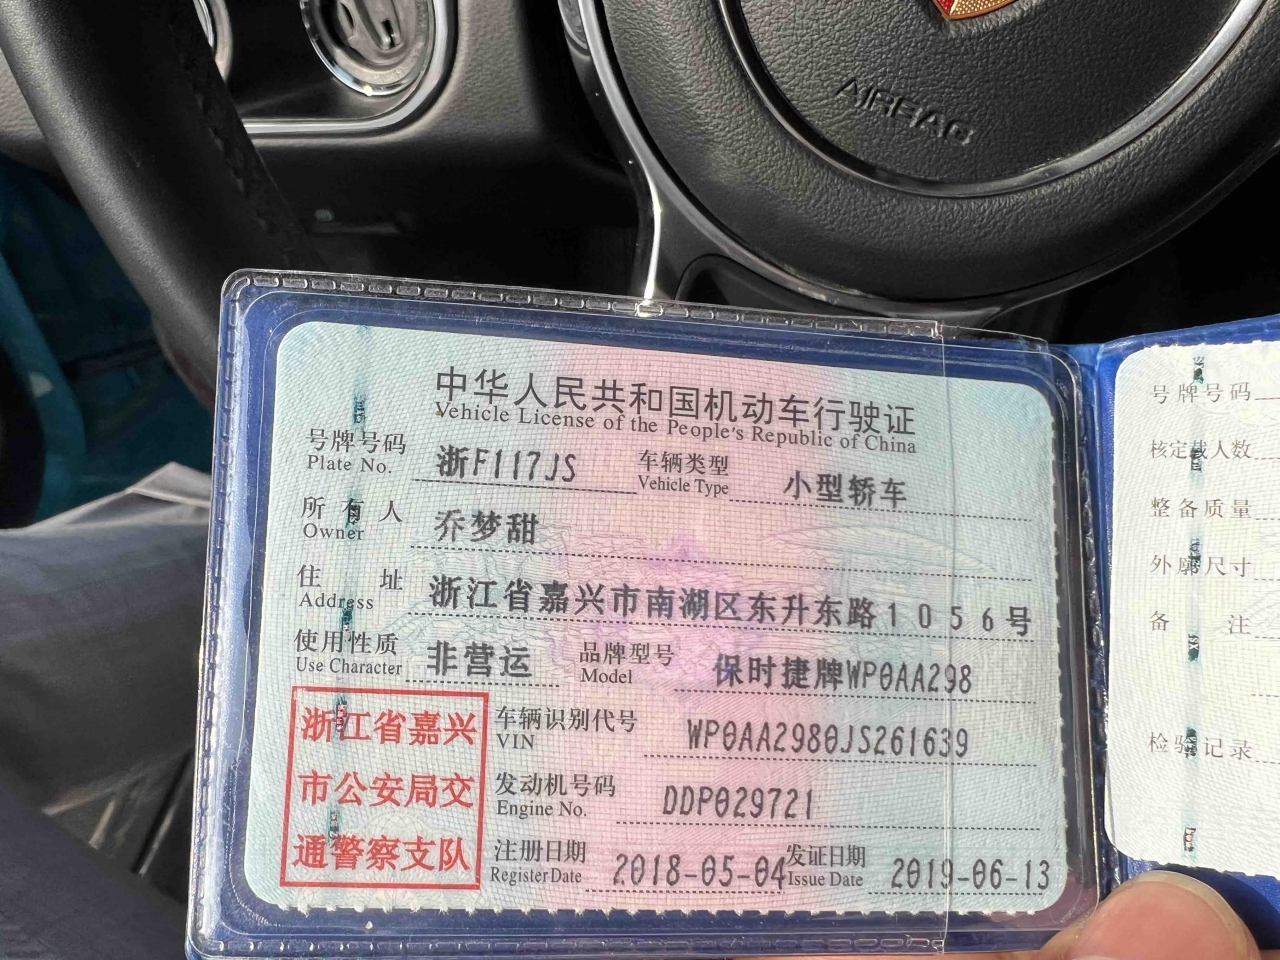 AIRBAG
中华人民共和国机动车行驶证
Vehicle License of the People's Republic of China
号牌号码 浙F117JS 车辆类型 小型轿车
Plate No. Vehicle Type
所有人 乔梦甜
Owner
住址 浙江省嘉兴市南湖区东升东路1056号
Address
使用性质 非营运 品牌型号 保时捷牌WP0AA298
Use Character Model
浙江省嘉兴
市公安局交
通警察支队
车辆识别代号 WP0AA2980JS261639
VIN
发动机号码 DDP029721
Engine No.
注册日期 2018-05-04 发证日期 2019-06-13
Register Date Issue Date
号牌号码
核定载人数
整备质量
外廓尺寸
备注
检验记录